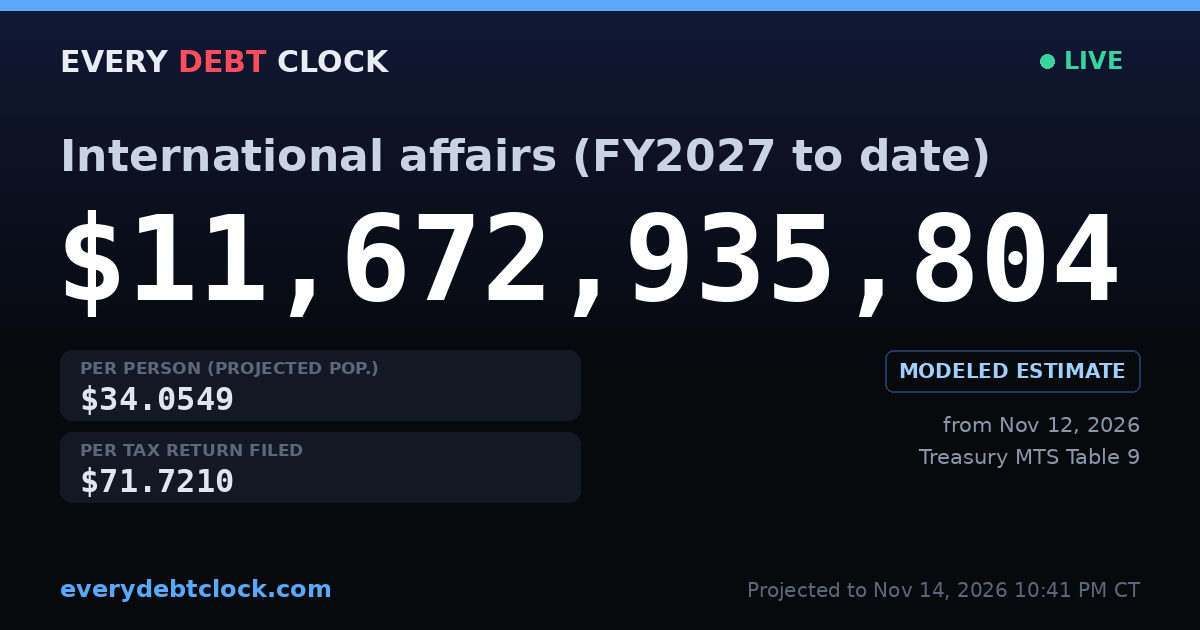 EVERY DEBT CLOCK
LIVE
International affairs (FY2027 to date)
$11,672,935,804
PER PERSON (PROJECTED POP.)
$34.0549
PER TAX RETURN FILED
$71.7210
MODELED ESTIMATE
from Nov 12, 2026
Treasury MTS Table 9
everydebtclock.com
Projected to Nov 14, 2026 10:41 PM CT